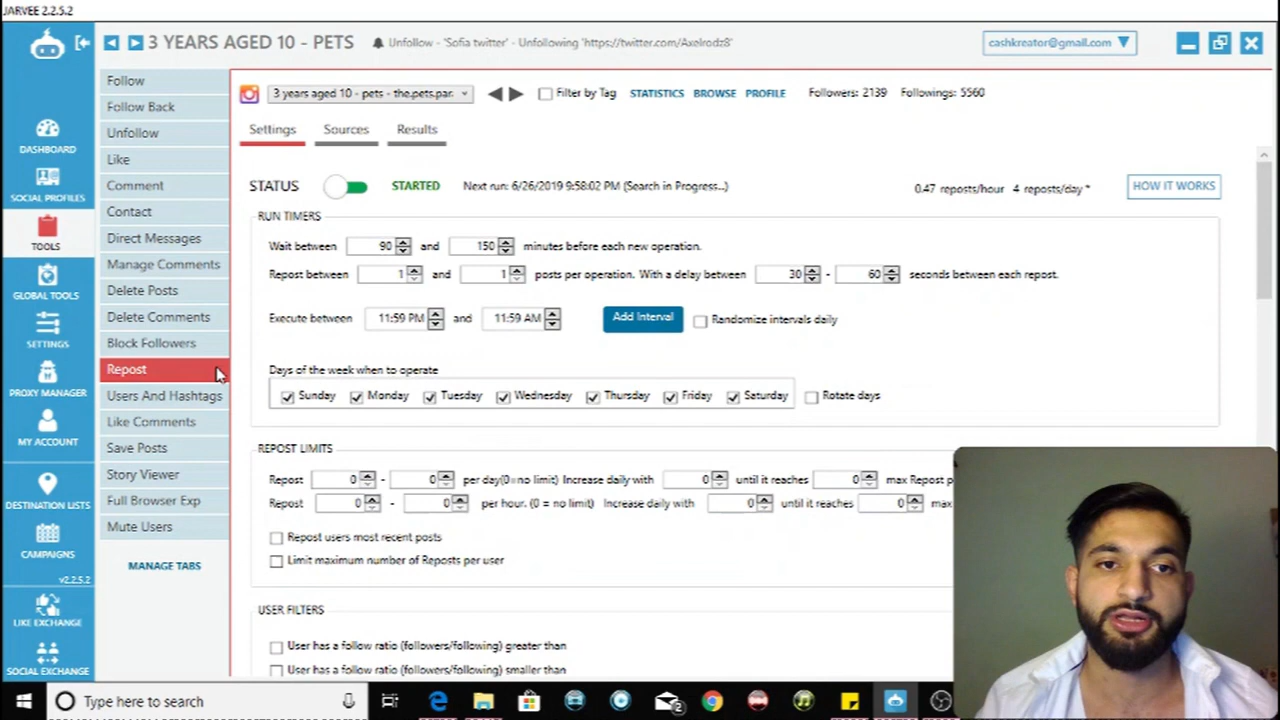 JARVEE 2.2.5.2
3 YEARS AGED 10 - PETS
Unfollow - 'Sofia twitter' - Unfollowing 'https://twitter.com/Axelrodz8'
cashkreator@gmail.com
DASHBOARD
SOCIAL PROFILES
TOOLS
GLOBAL TOOLS
SETTINGS
PROXY MANAGER
MY ACCOUNT
DESTINATION LISTS
CAMPAIGNS
v2.2.5.2
LIKE EXCHANGE
SOCIAL EXCHANGE
Follow
Follow Back
Unfollow
Like
Comment
Contact
Direct Messages
Manage Comments
Delete Posts
Delete Comments
Block Followers
Repost
Users And Hashtags
Like Comments
Save Posts
Story Viewer
Full Browser Exp
Mute Users
MANAGE TABS
3 years aged 10 - pets - the.pets.par. Filter by Tag STATISTICS BROWSE PROFILE Followers: 2139 Followings: 5560
Settings Sources Results
STATUS STARTED Next run: 6/26/2019 9:58:02 PM (Search in Progress...) 0.47 reposts/hour 4 reposts/day * HOW IT WORKS
RUN TIMERS
Wait between 90 and 150 minutes before each new operation.
Repost between 1 and 1 posts per operation. With a delay between 30 - 60 seconds between each repost.
Execute between 11:59 PM and 11:59 AM Add Interval Randomize intervals daily
Days of the week when to operate
Sunday Monday Tuesday Wednesday Thursday Friday Saturday Rotate days
REPOST LIMITS
Repost 0 - 0 per day(0=no limit) Increase daily with 0 until it reaches 0 max Repost p
Repost 0 - 0 per hour. (0 = no limit) Increase daily with 0 until it reaches 0 max
Repost users most recent posts
Limit maximum number of Reposts per user
USER FILTERS
User has a follow ratio (followers/following) greater than
User has a follow ratio (followers/following) smaller than
Type here to search
2